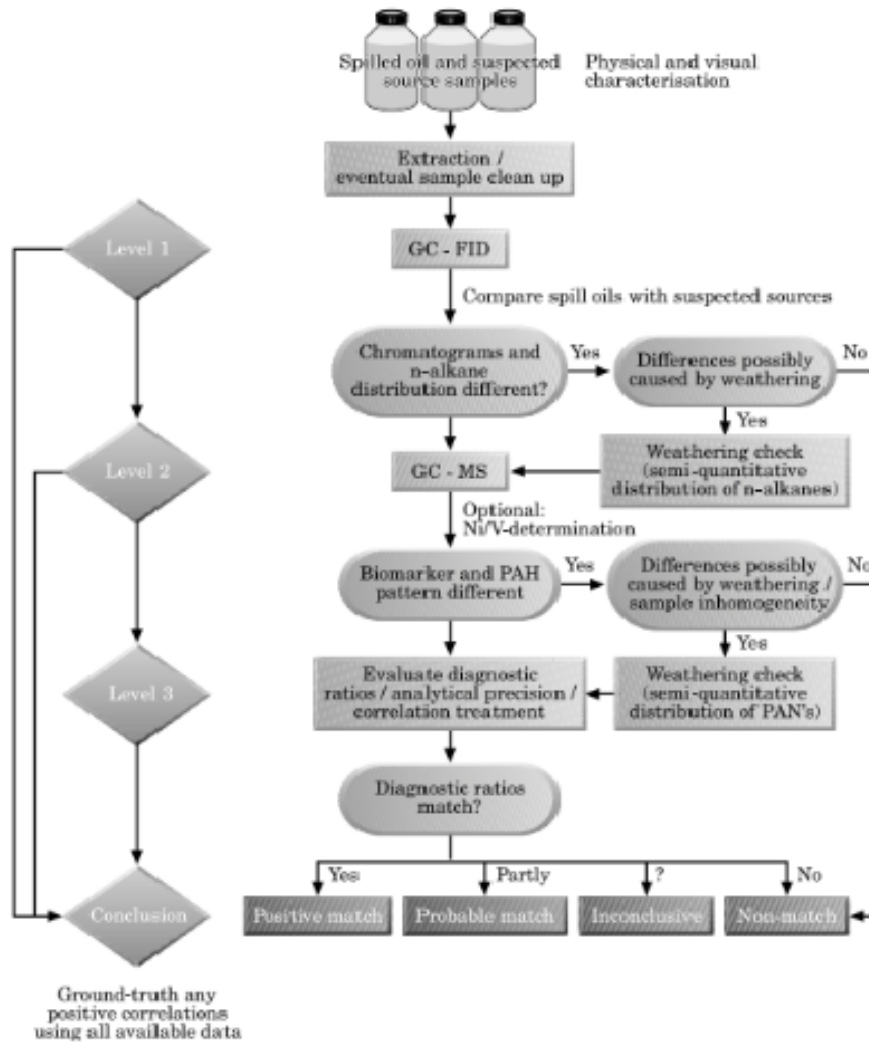 Spilled oil and suspected
source samples
Physical and visual
characterisation
Extraction /
eventual sample clean up
Level 1
GC - FID
Compare spill oils with suspected sources
Chromatograms and
n-alkane
distribution different?
Yes
Differences possibly
caused by weathering
No
Yes
Level 2
GC - MS
Weathering check
(semi-quantitative
distribution of n-alkanes)
Optional:
Ni/V-determination
Biomarker and PAH
pattern different
Yes
Differences possibly
caused by weathering /
sample inhomogeneity
No
Yes
Level 3
Evaluate diagnostic
ratios / analytical precision /
correlation treatment
Weathering check
(semi-quantitative
distribution of PAN's)
Diagnostic ratios
match?
Yes
Partly
?
No
Conclusion
Positive match
Probable match
Inconclusive
Non-match
Ground-truth any
positive correlations
using all available data